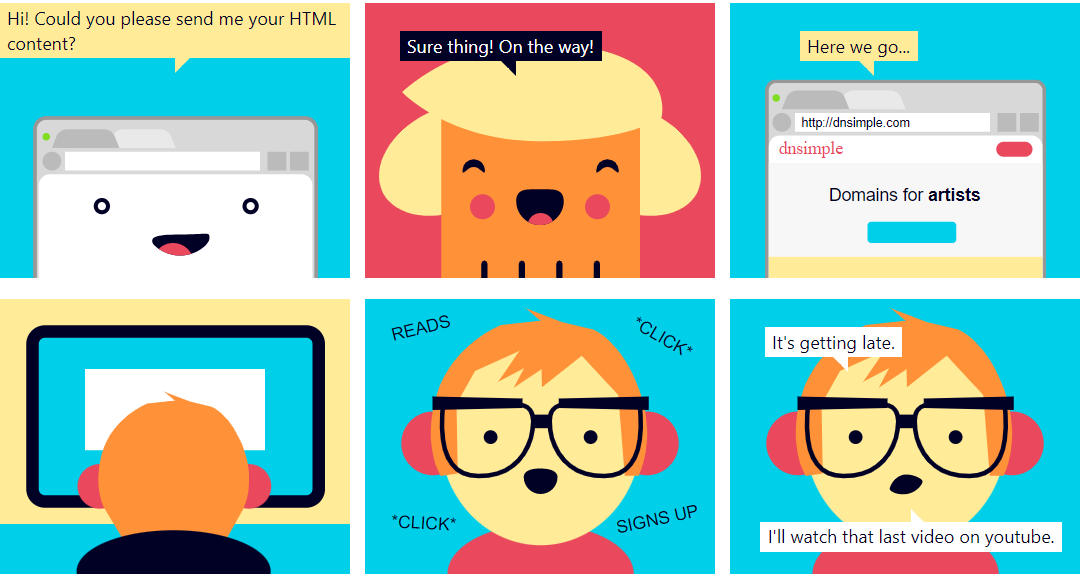 Hi! Could you please send me your HTML
content?
Sure thing! On the way!
Here we go...
http://dnsimple.com
dnsimple
Domains for artists
READS
*CLICK*
*CLICK*
SIGNS UP
It's getting late.
I'll watch that last video on youtube.